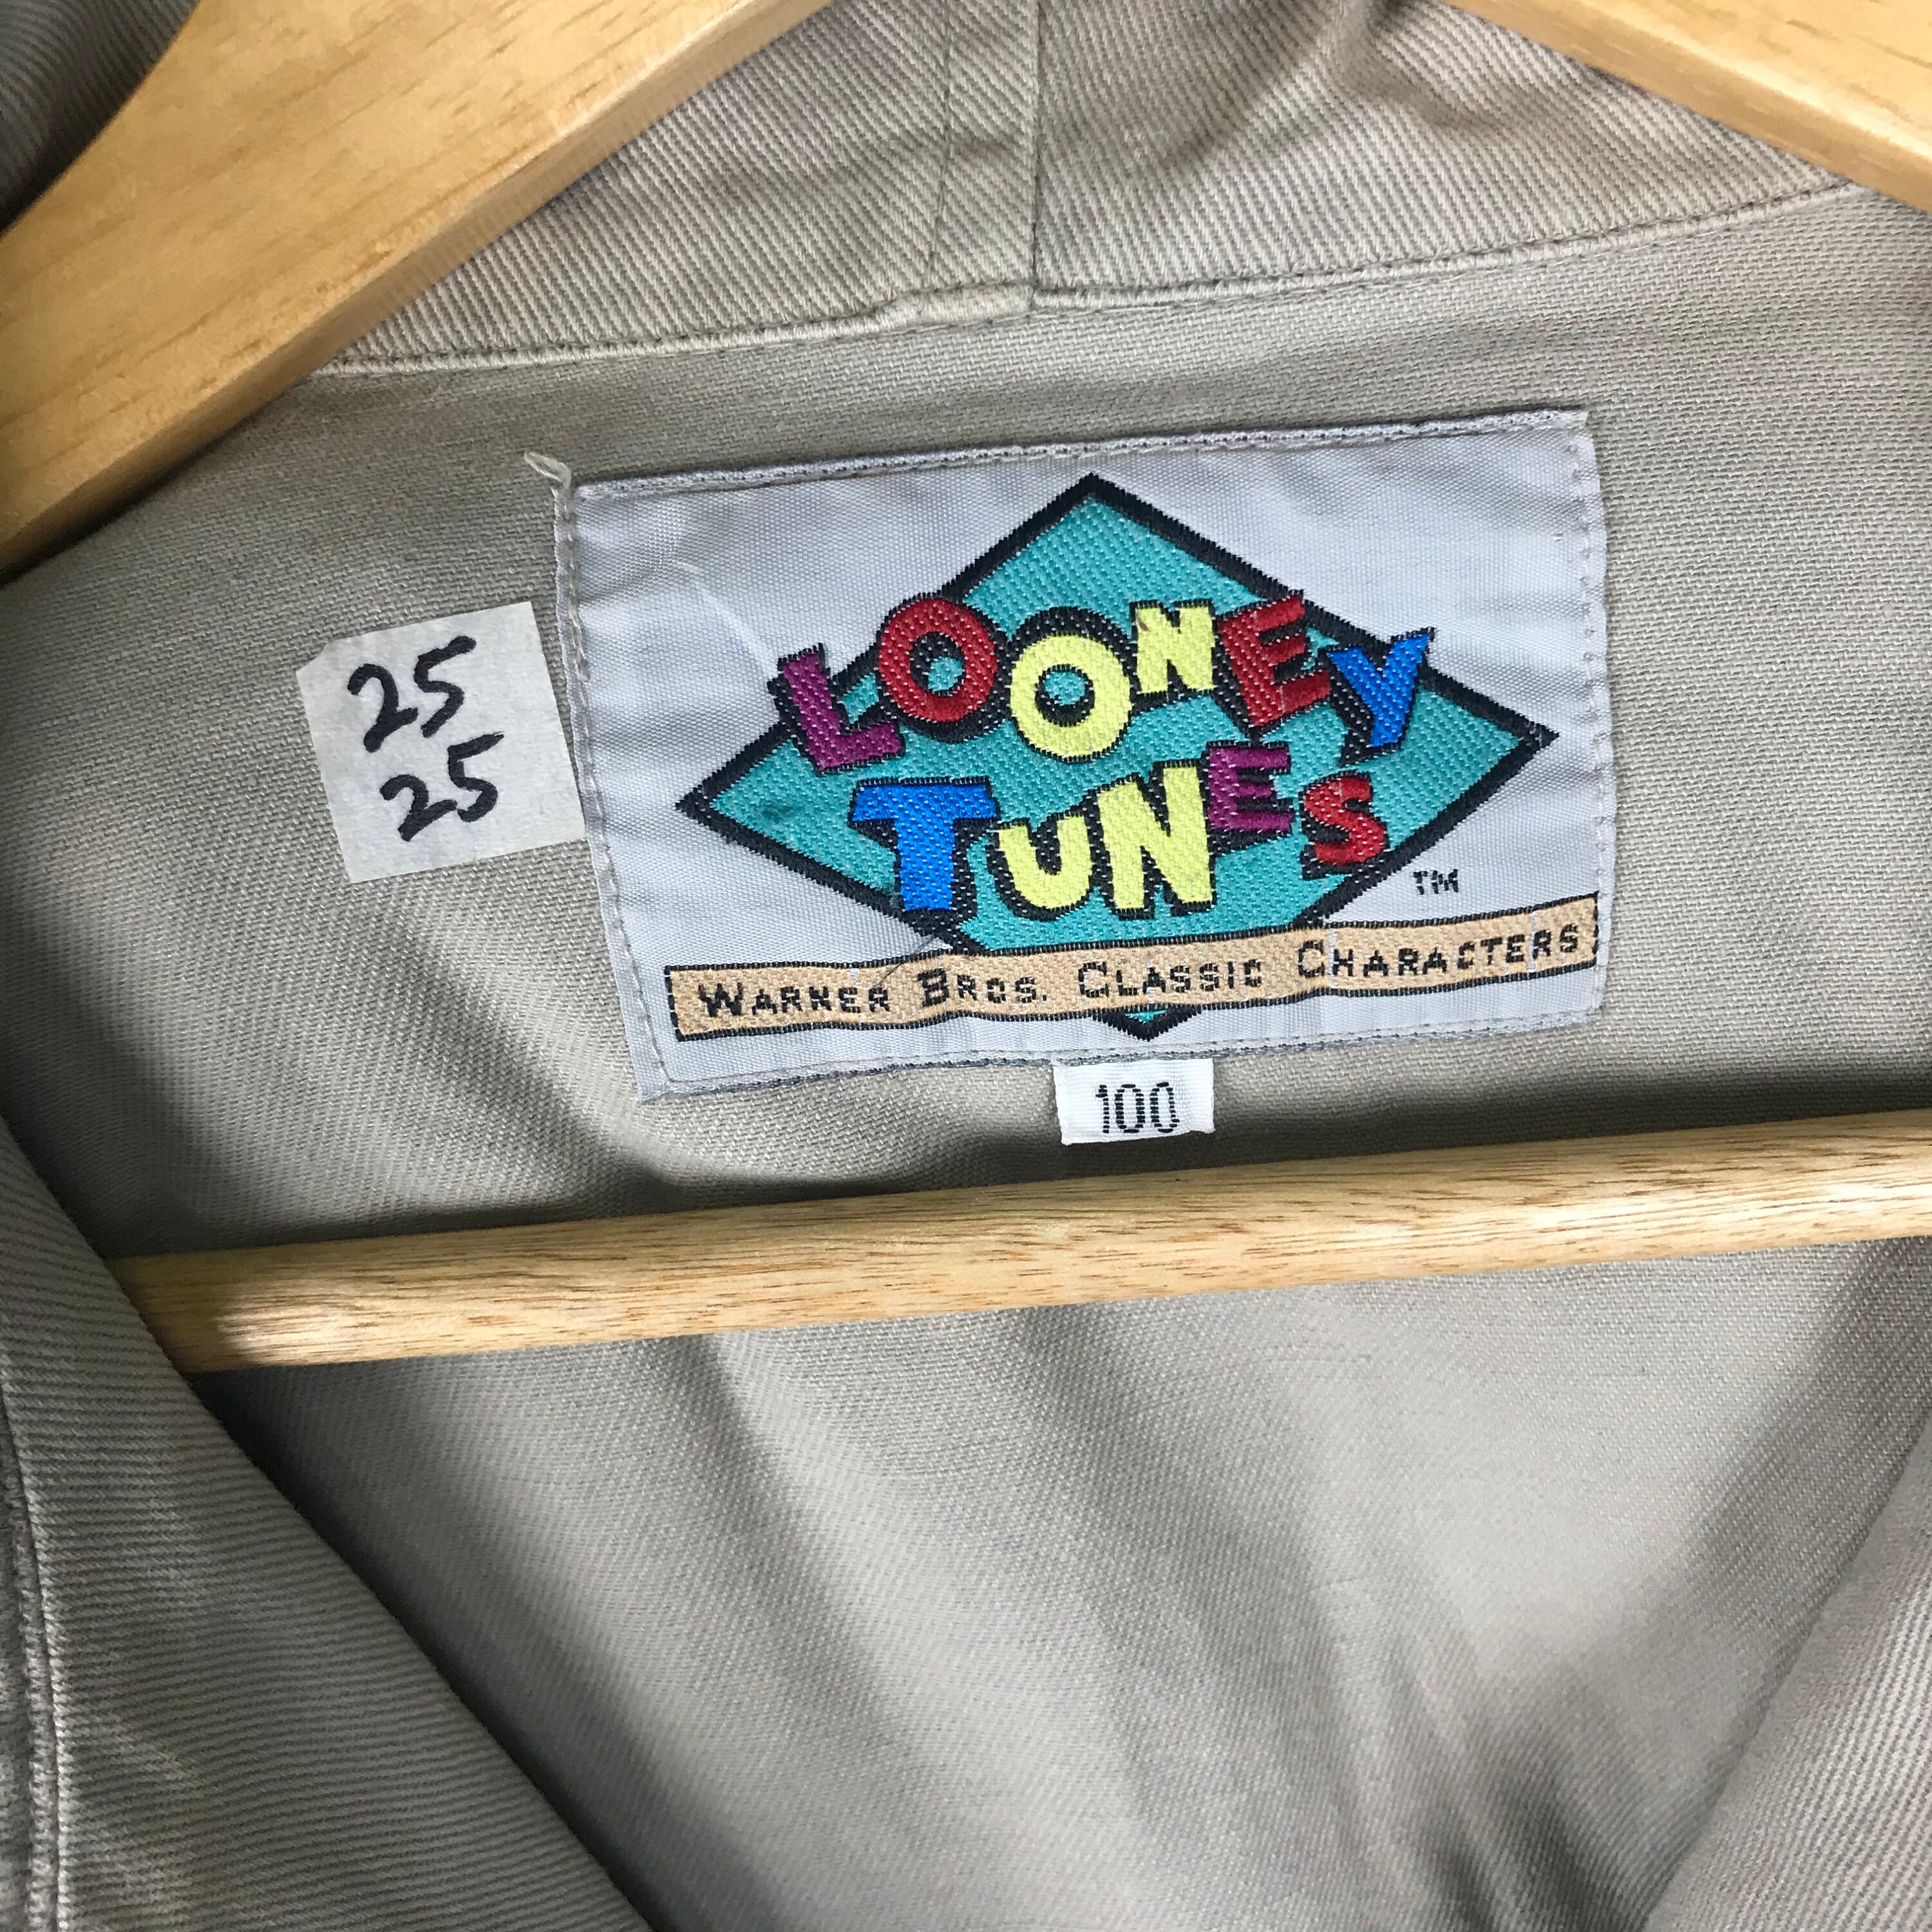 25
25
LOONEY
TUNES
TM
WARNER BROS. CLASSIC CHARACTERS
100